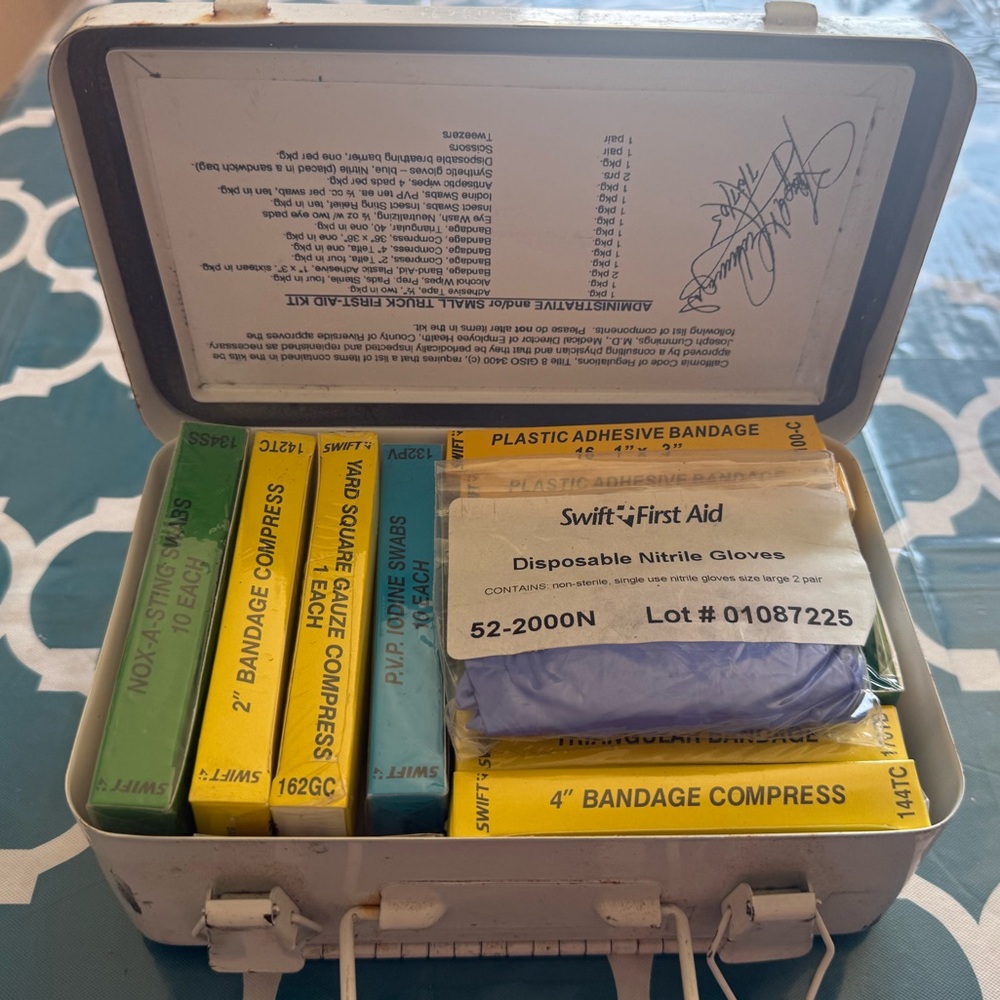 California Code of Regulations, Title 8 GISO 3400 (c), requires that a list of items contained in the kits be
approved by a consulting physician and that they be periodically inspected and replenished as necessary.
Joseph Cummings, M.D., Medical Director of Employee Health, County of Riverside approves the
following list of components. Please do not alter items in the kit.
ADMINISTRATIVE and/or SMALL TRUCK FIRST-AID KIT
1 pkg. Adhesive Tape, ½", two in pkg.
1 pkg. Alcohol Wipes, Prep. Pads, four, Sterile,
2 pkg. Bandage, Band-Aid, Plastic Adhesive, 1" x 3", sixteen in pkg.
1 pkg. Bandage, Compress, 2", Telfa, four in pkg.
1 pkg. Bandage, Compress, 4", Telfa, one in pkg.
1 pkg. Bandage, Compress, 36" x 36", one in pkg.
1 pkg. Bandage, Triangular, 40, one in pkg.
1 pkg. Eye Wash, Neutralizing, ½ oz w/ two eye pads
1 pkg. Insect Swabs, Insect Sting Relief, ten in pkg.
1 pkg. Iodine Swabs, PVP, ten ea. ½ cc. per swab, ten in pkg.
1 pkg. Antiseptic wipes, 4 pads per pkg.
2 prs. Synthetic gloves – blue, Nitrile (placed in a sandwich bag)
1 pkg. Disposable breathing barrier, one per pkg.
1 pair Scissors
1 pair Tweezers
134SS
NOX-A-STING SWABS
10 EACH
SWIFT
142TC
2" BANDAGE COMPRESS
SWIFT
SWIFT
YARD SQUARE GAUZE COMPRESS
1 EACH
162GC
132PV
P.V.P. IODINE SWABS
10 EACH
SWIFT
SWIFT
PLASTIC ADHESIVE BANDAGE
16 1" x 3"
100-C
PLASTIC ADHESIVE BANDAGE
Swift First Aid
Disposable Nitrile Gloves
CONTAINS: non-sterile, single use nitrile gloves size large 2 pair
52-2000N Lot # 01087225
TRIANGULAR BANDAGE
SWIFT
4" BANDAGE COMPRESS
144TC